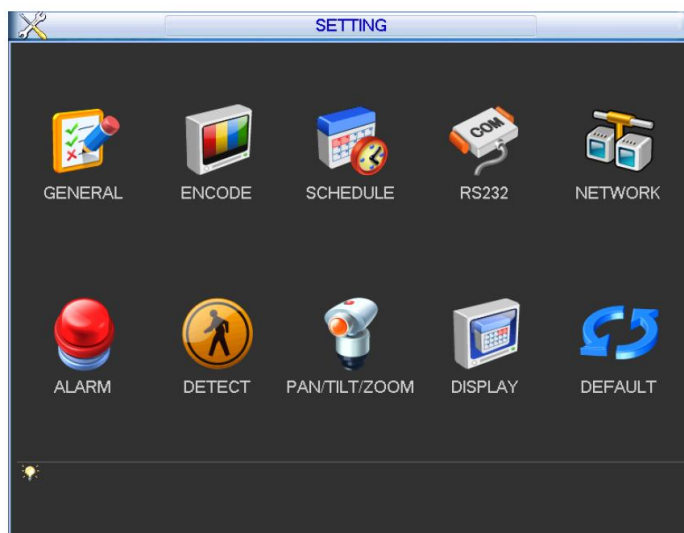 SETTING
GENERAL ENCODE SCHEDULE RS232 NETWORK
COM
ALARM DETECT PAN/TILT/ZOOM DISPLAY DEFAULT